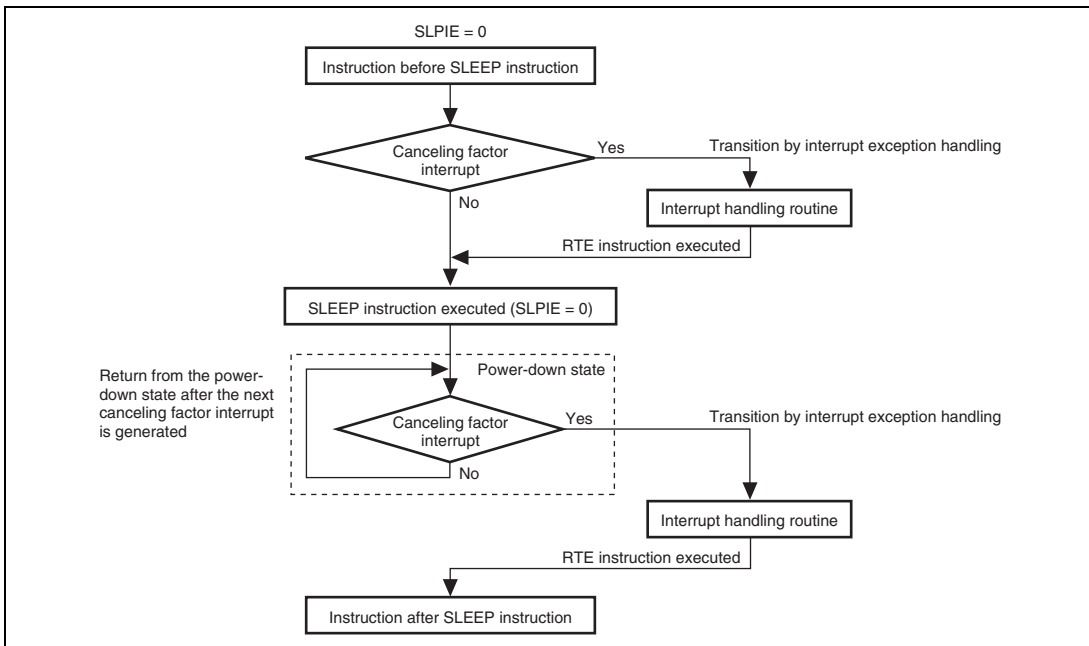 SLPIE = 0
Instruction before SLEEP instruction
Canceling factor
interrupt
Yes
Transition by interrupt exception handling
No
Interrupt handling routine
RTE instruction executed
SLEEP instruction executed (SLPIE = 0)
Return from the power-
down state after the next
canceling factor interrupt
is generated
Power-down state
Canceling factor
interrupt
Yes
Transition by interrupt exception handling
No
Interrupt handling routine
RTE instruction executed
Instruction after SLEEP instruction